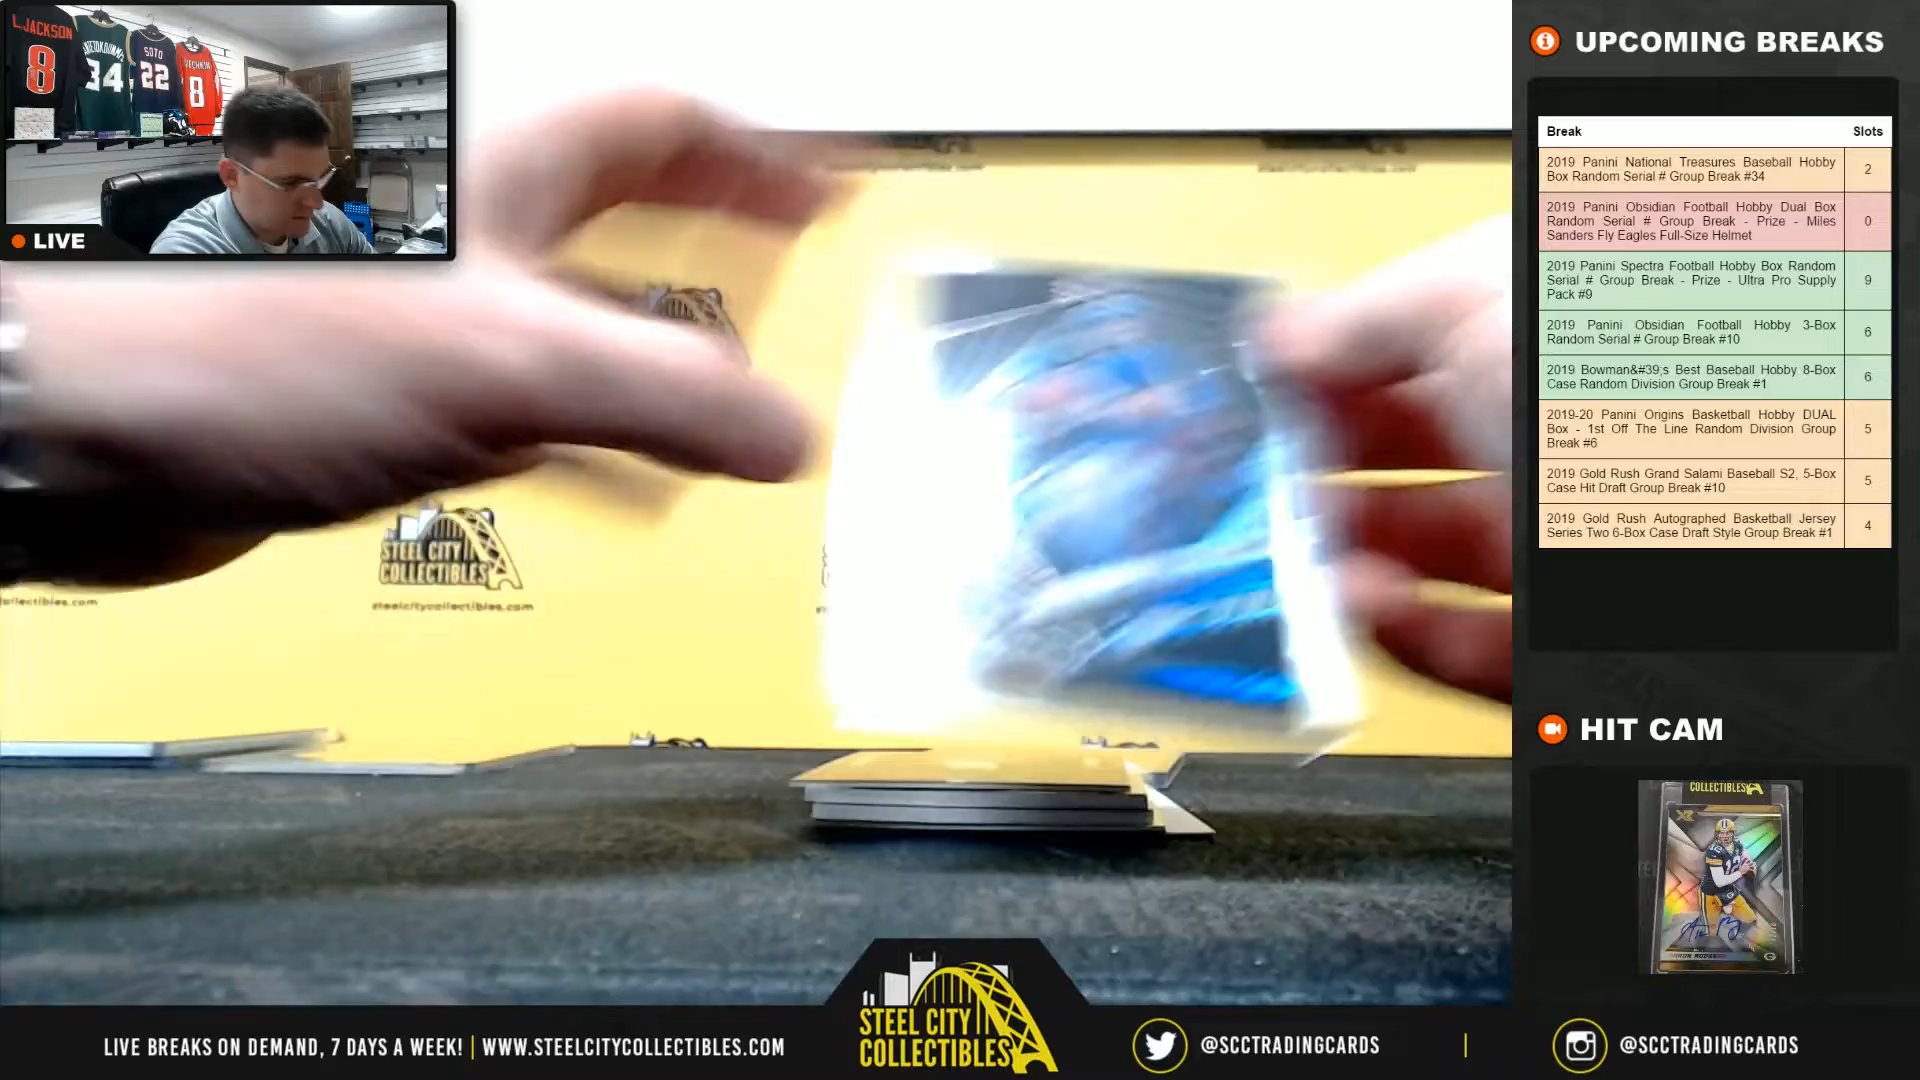 L.JACKSON
8
34
SOTO
22
8
LIVE
STEEL CITY
COLLECTIBLES
steelcitycollectibles.com
UPCOMING BREAKS
Break Slots
2019 Panini National Treasures Baseball Hobby
Box Random Serial # Group Break #34
2
2019 Panini Obsidian Football Hobby Dual Box
Random Serial # Group Break - Prize - Miles
Sanders Fly Eagles Full-Size Helmet
0
2019 Panini Spectra Football Hobby Box Random
Serial # Group Break - Prize - Ultra Pro Supply
Pack #9
9
2019 Panini Obsidian Football Hobby 3-Box
Random Serial # Group Break #10
6
2019 Bowman&#39;s Best Baseball Hobby 8-Box
Case Random Division Group Break #1
6
2019-20 Panini Origins Basketball Hobby DUAL
Box - 1st Off The Line Random Division Group
Break #6
5
2019 Gold Rush Grand Salami Baseball S2, 5-Box
Case Hit Draft Group Break #10
5
2019 Gold Rush Autographed Basketball Jersey
Series Two 6-Box Case Draft Style Group Break #1
4
HIT CAM
COLLECTIBLES
XR
12
LIVE BREAKS ON DEMAND, 7 DAYS A WEEK! | WWW.STEELCITYCOLLECTIBLES.COM
STEEL CITY
COLLECTIBLES
@SCCTRADINGCARDS
@SCCTRADINGCARDS